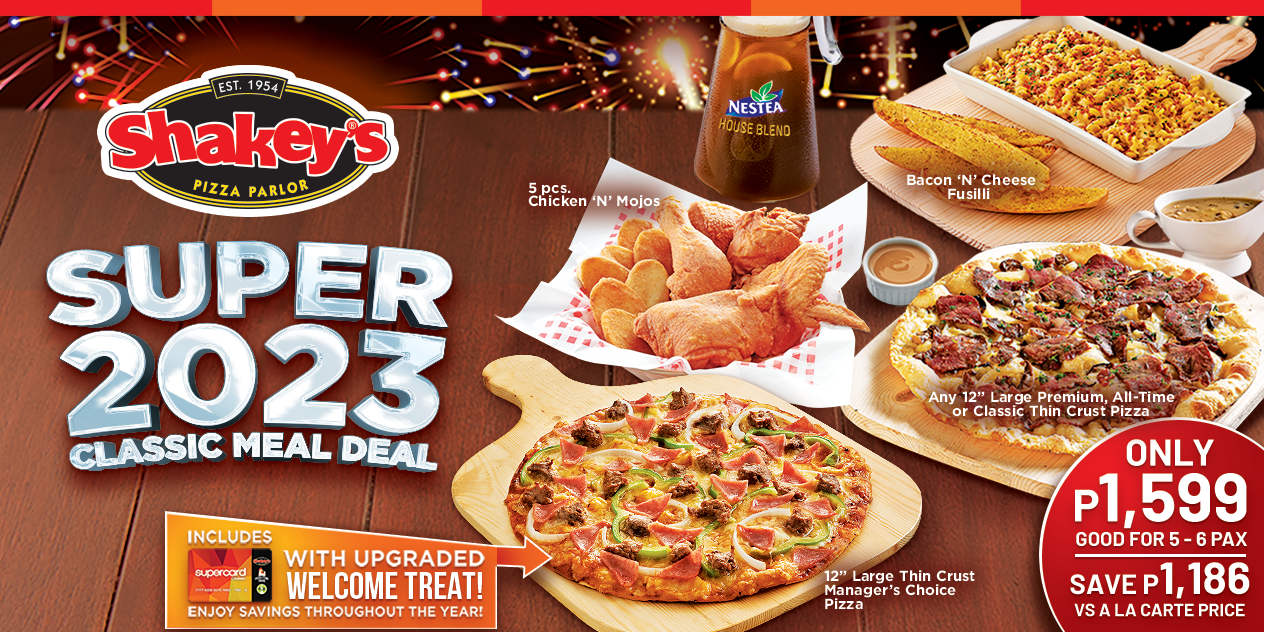 EST. 1954
Shakey's®
PIZZA PARLOR
SUPER
2023
CLASSIC MEAL DEAL
INCLUDES
supercard
WITH UPGRADED
WELCOME TREAT!
ENJOY SAVINGS THROUGHOUT THE YEAR!
NESTEA
HOUSE BLEND
5 pcs.
Chicken ‘N’ Mojos
Bacon ‘N’ Cheese
Fusilli
Any 12” Large Premium, All-Time
or Classic Thin Crust Pizza
12” Large Thin Crust
Manager’s Choice
Pizza
ONLY
P1,599
GOOD FOR 5 - 6 PAX
SAVE P1,186
VS A LA CARTE PRICE